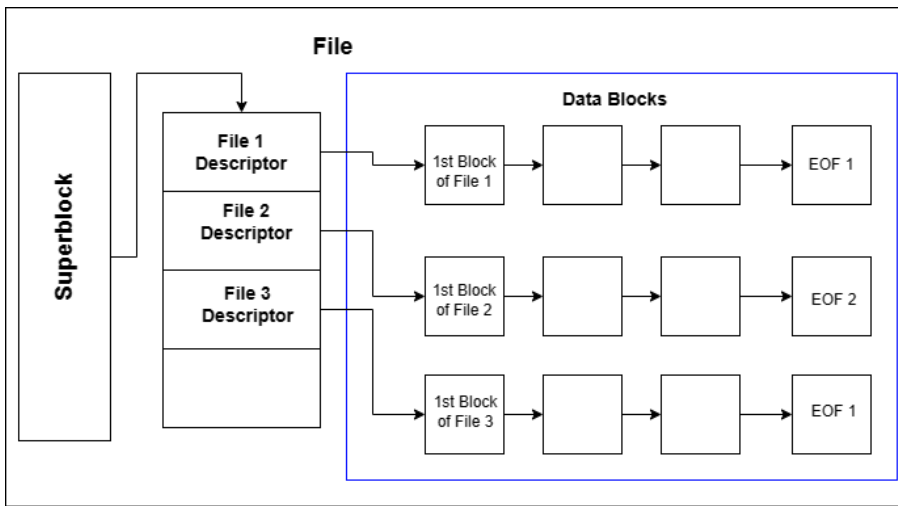 File
Superblock
File 1
Descriptor
File 2
Descriptor
File 3
Descriptor
Data Blocks
1st Block
of File 1
EOF 1
1st Block
of File 2
EOF 2
1st Block
of File 3
EOF 1